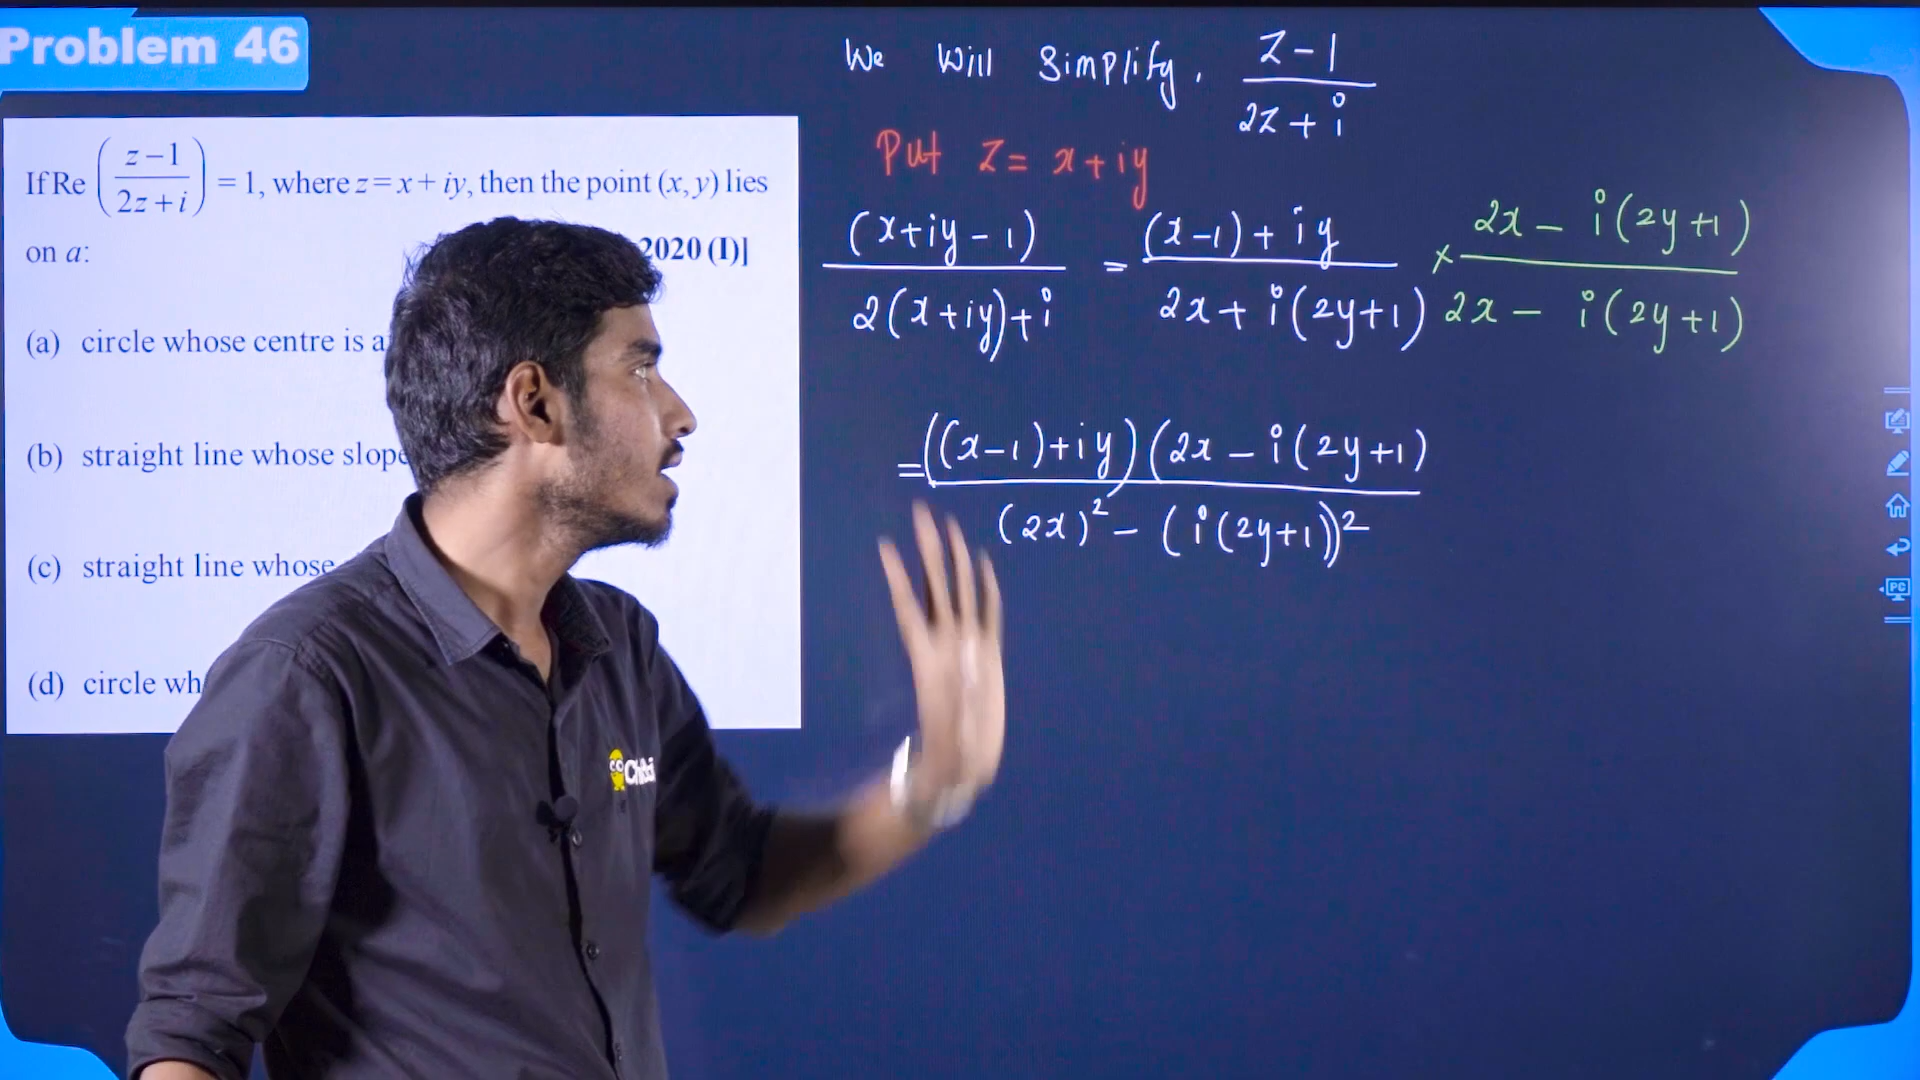 Problem 46
If Re ( z−1 / 2z+i ) = 1, where z = x + iy, then the point (x, y) lies
on a:
2020 (I)]
(a) circle whose centre is a
(b) straight line whose slope
(c) straight line whose
(d) circle wh
We Will Simplify, z-1 / 2z+i
Put z = x+iy
(x+iy-1) / 2(x+iy)+i = (x-1)+iy / 2x+i(2y+1) × 2x-i(2y+1) / 2x-i(2y+1)
= ((x-1)+iy)(2x-i(2y+1) / (2x)² - (i(2y+1))²
PC